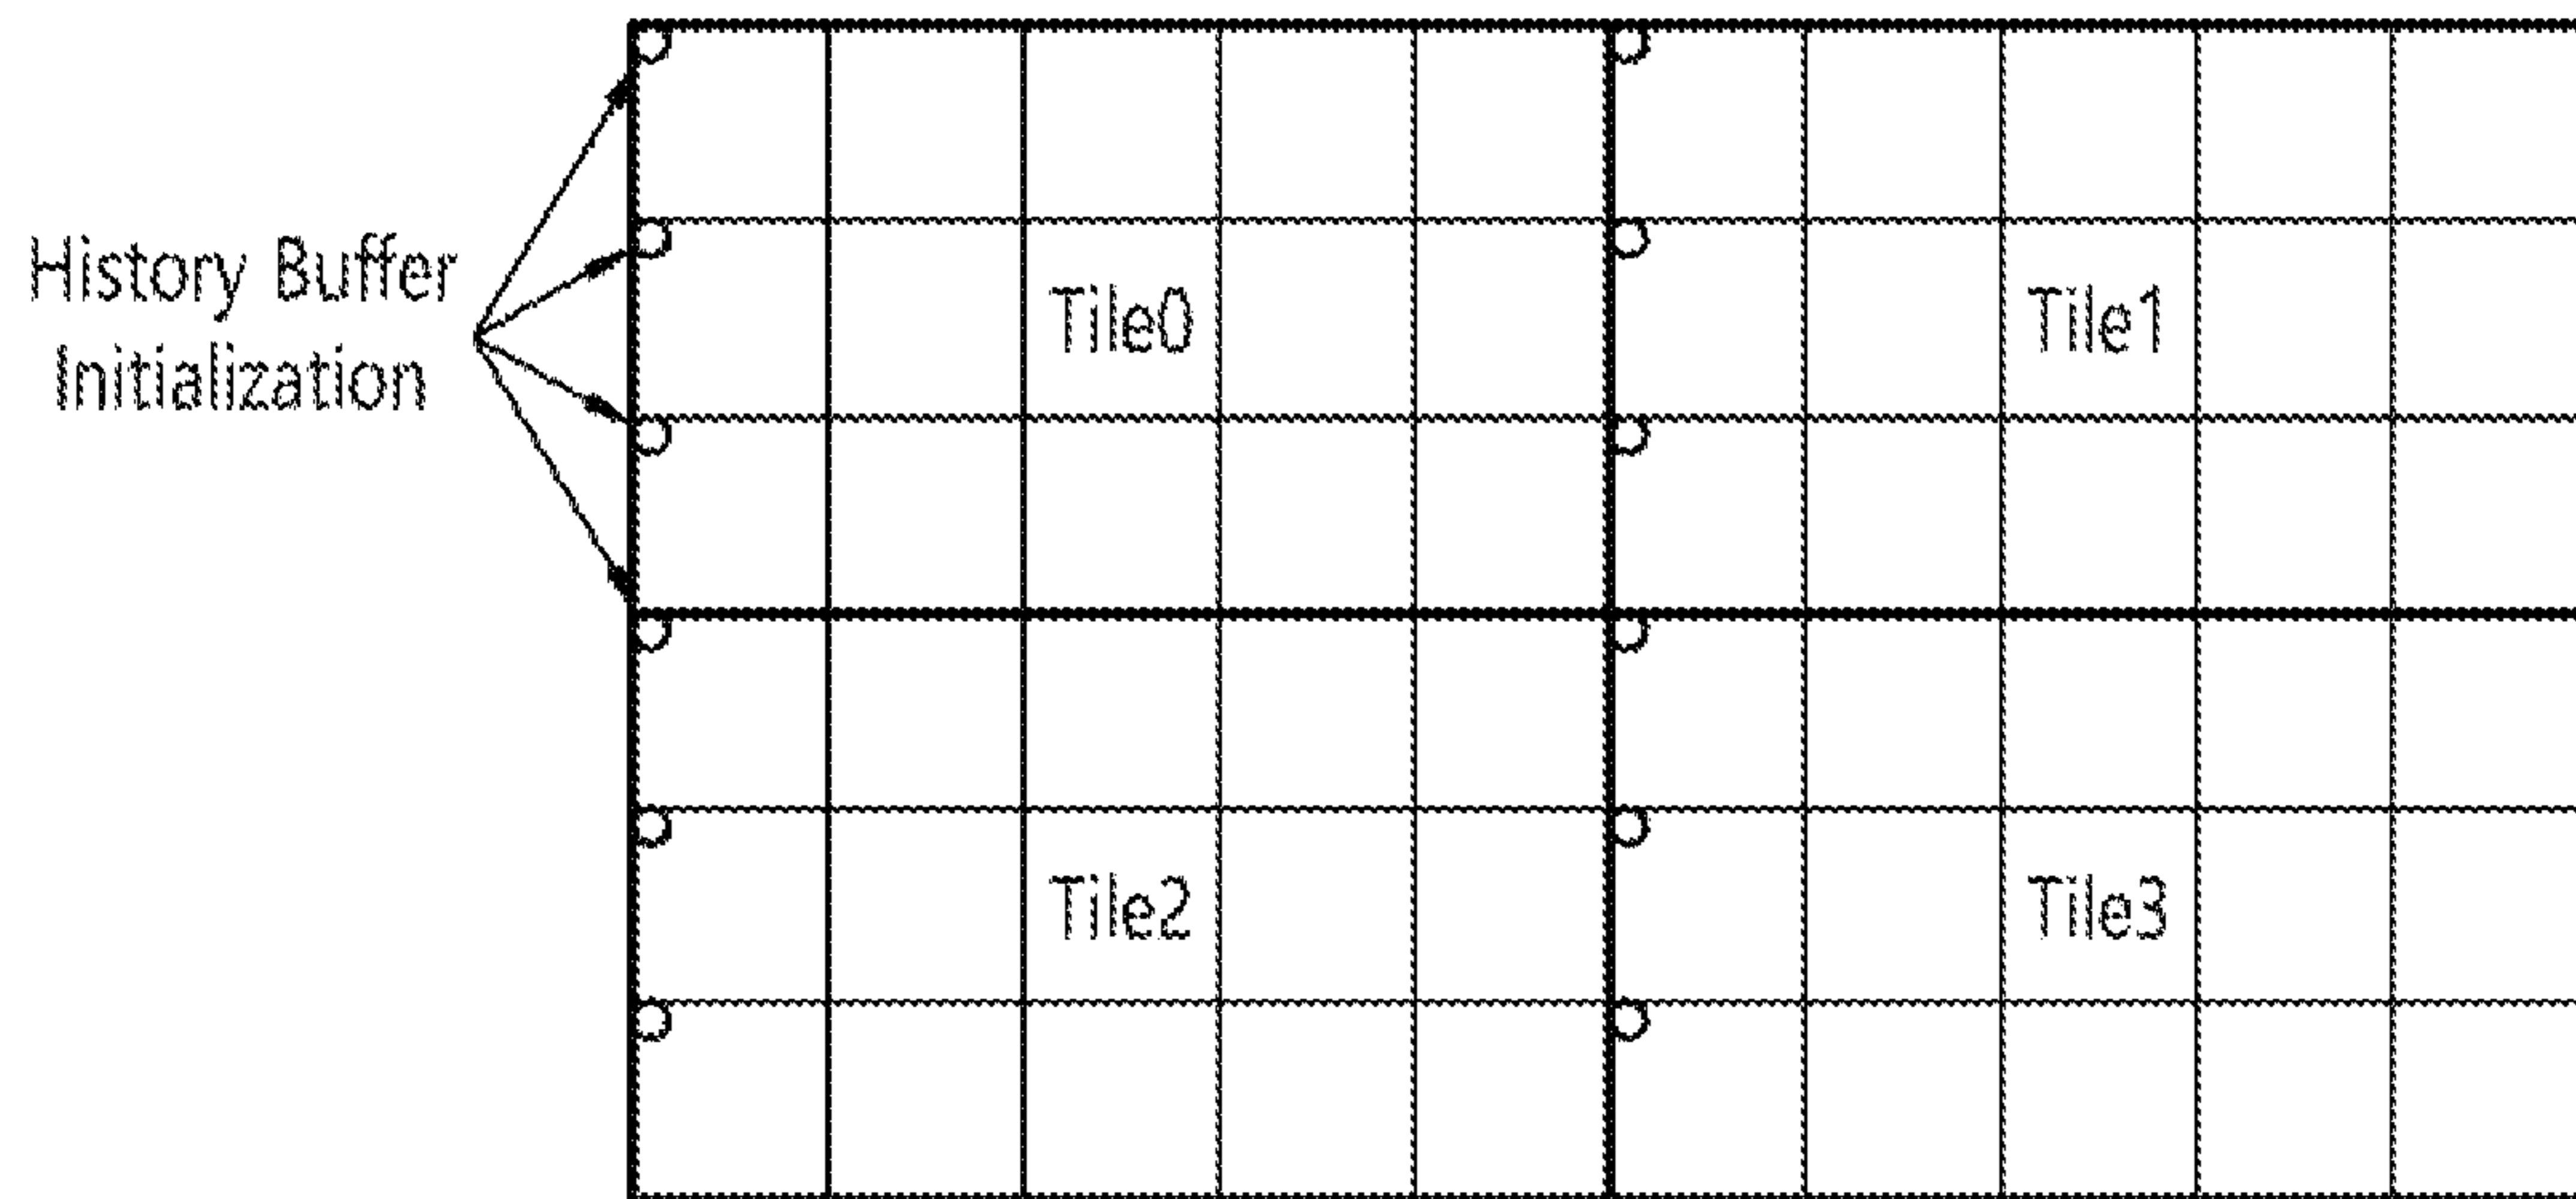 History Buffer
Initialization
Tile0
Tile1
Tile2
Tile3